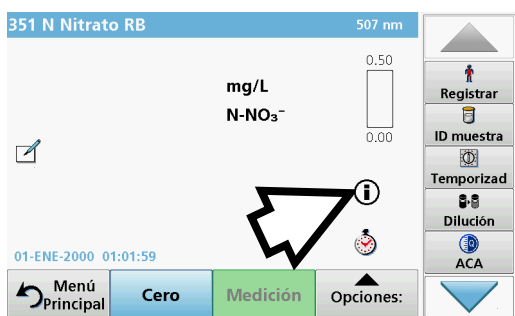 351 N Nitrato RB
507 nm
0.50
mg/L
N-NO₃⁻
0.00
i
01-ENE-2000 01:01:59
Menú
Principal
Cero
Medición
Opciones:
Registrar
ID muestra
Temporizad
Dilución
ACA